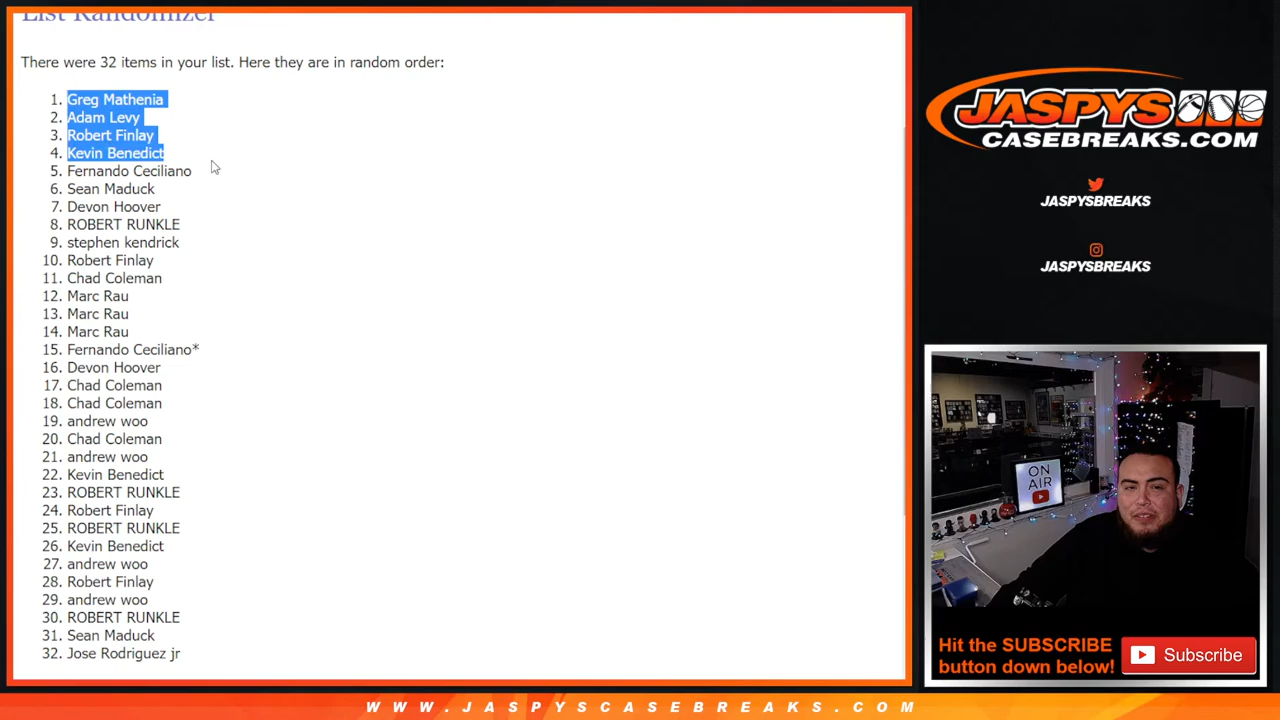 List Randomizer
There were 32 items in your list. Here they are in random order:
1. Greg Mathenia
2. Adam Levy
3. Robert Finlay
4. Kevin Benedict
5. Fernando Ceciliano
6. Sean Maduck
7. Devon Hoover
8. ROBERT RUNKLE
9. stephen kendrick
10. Robert Finlay
11. Chad Coleman
12. Marc Rau
13. Marc Rau
14. Marc Rau
15. Fernando Ceciliano*
16. Devon Hoover
17. Chad Coleman
18. Chad Coleman
19. andrew woo
20. Chad Coleman
21. andrew woo
22. Kevin Benedict
23. ROBERT RUNKLE
24. Robert Finlay
25. ROBERT RUNKLE
26. Kevin Benedict
27. andrew woo
28. Robert Finlay
29. andrew woo
30. ROBERT RUNKLE
31. Sean Maduck
32. Jose Rodriguez jr
JASPYS
CASEBREAKS.COM
JASPYSBREAKS
JASPYSBREAKS
ON
AIR
Hit the SUBSCRIBE
button down below!
Subscribe
WWW.JASPYSCASEBREAKS.COM